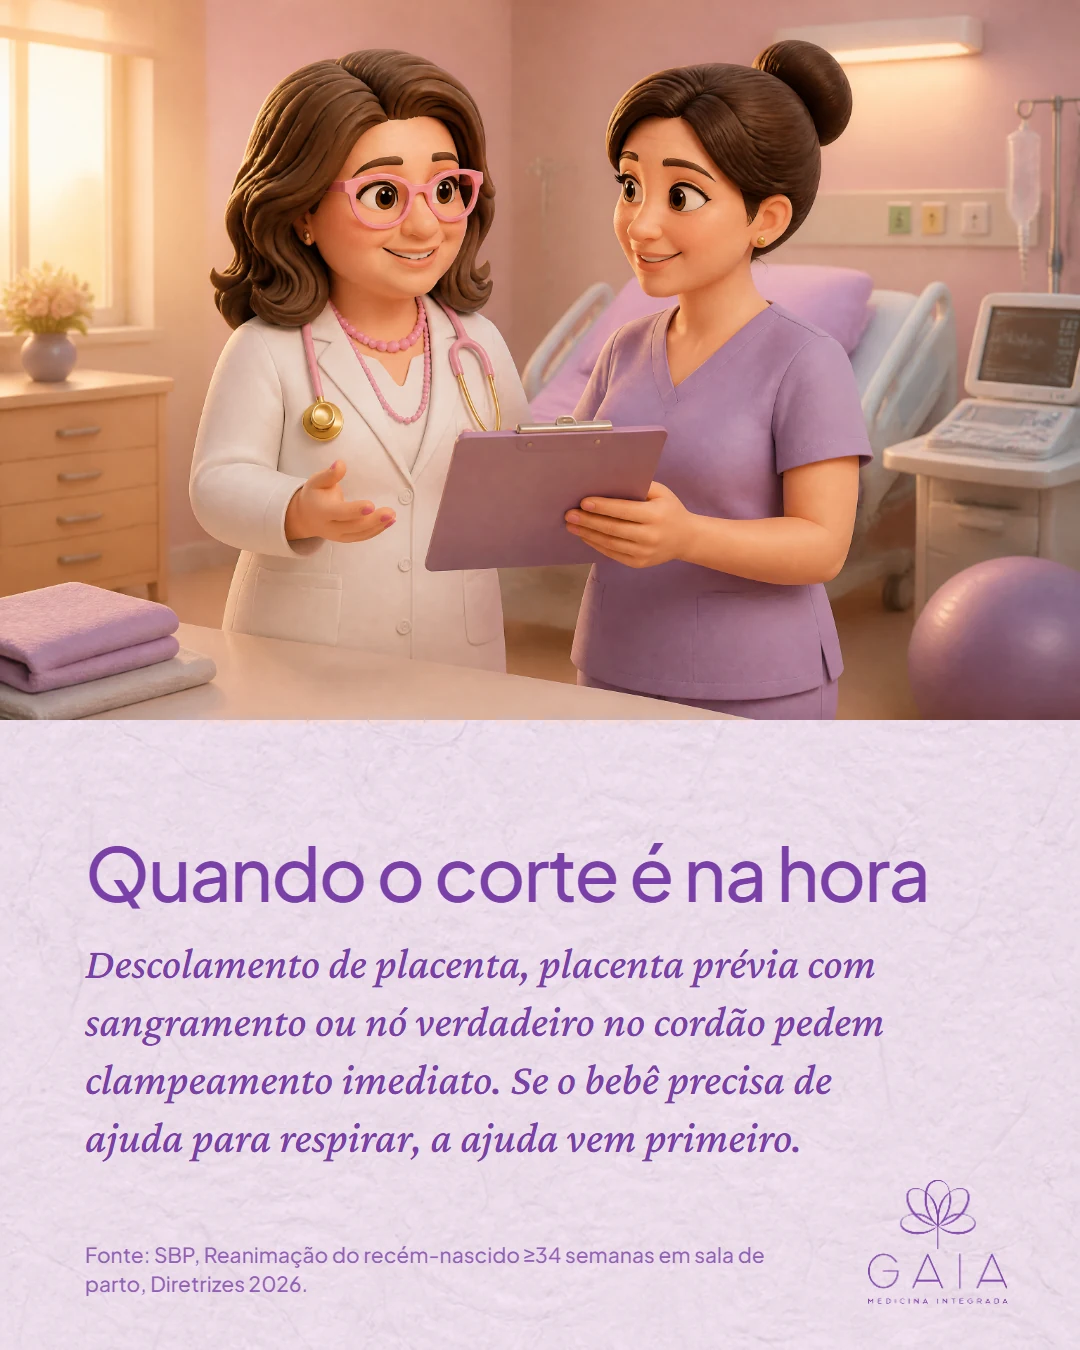 Quando o corte é na hora
Descolamento de placenta, placenta prévia com
sangramento ou nó verdadeiro no cordão pedem
clampeamento imediato. Se o bebê precisa de
ajuda para respirar, a ajuda vem primeiro.
Fonte: SBP, Reanimação do recém-nascido ≥34 semanas em sala de
parto, Diretrizes 2026.
GAIA
MEDICINA INTEGRADA